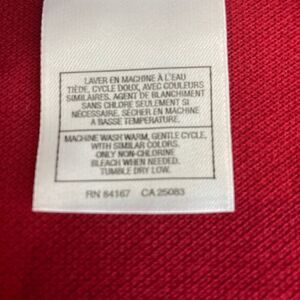 LAVER EN MACHINE À L'EAU
TIÈDE, CYCLE DOUX, AVEC COULEURS
SIMILAIRES. AGENT DE BLANCHIMENT
SANS CHLORE SEULEMENT SI
NÉCESSAIRE. SÉCHER EN MACHINE
A BASSE TEMPERATURE.
MACHINE WASH WARM, GENTLE CYCLE,
WITH SIMILAR COLORS.
ONLY NON-CHLORINE
BLEACH WHEN NEEDED.
TUMBLE DRY LOW.
RN 84167 CA 25083